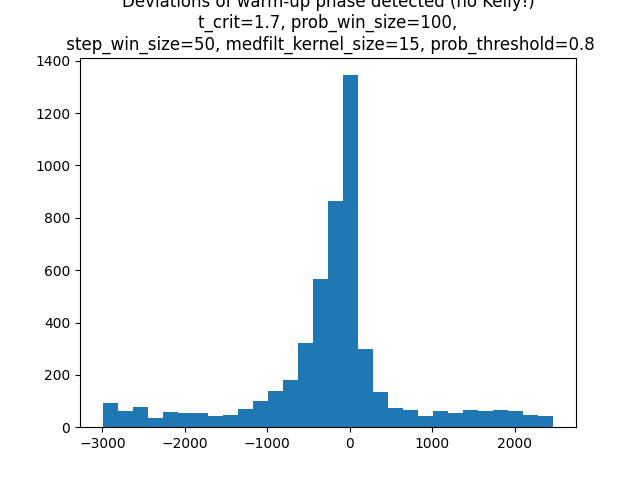 Deviations of warm-up phase detected (no Kelly!)
t_crit=1.7, prob_win_size=100,
step_win_size=50, medfilt_kernel_size=15, prob_threshold=0.8
1400
1200
1000
800
600
400
200
0
−3000 −2000 −1000 0 1000 2000